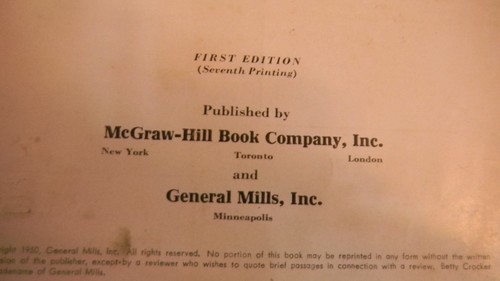 FIRST EDITION
(Seventh Printing)
Published by
McGraw-Hill Book Company, Inc.
New York Toronto London
and
General Mills, Inc.
Minneapolis
right 1950 General Mills, Inc. All rights reserved. No portion of this book may be reprinted in any form without the written
of the publisher, except by a reviewer who wishes to quote brief passages in connection with a review. Betty Crocker
of General Mills.